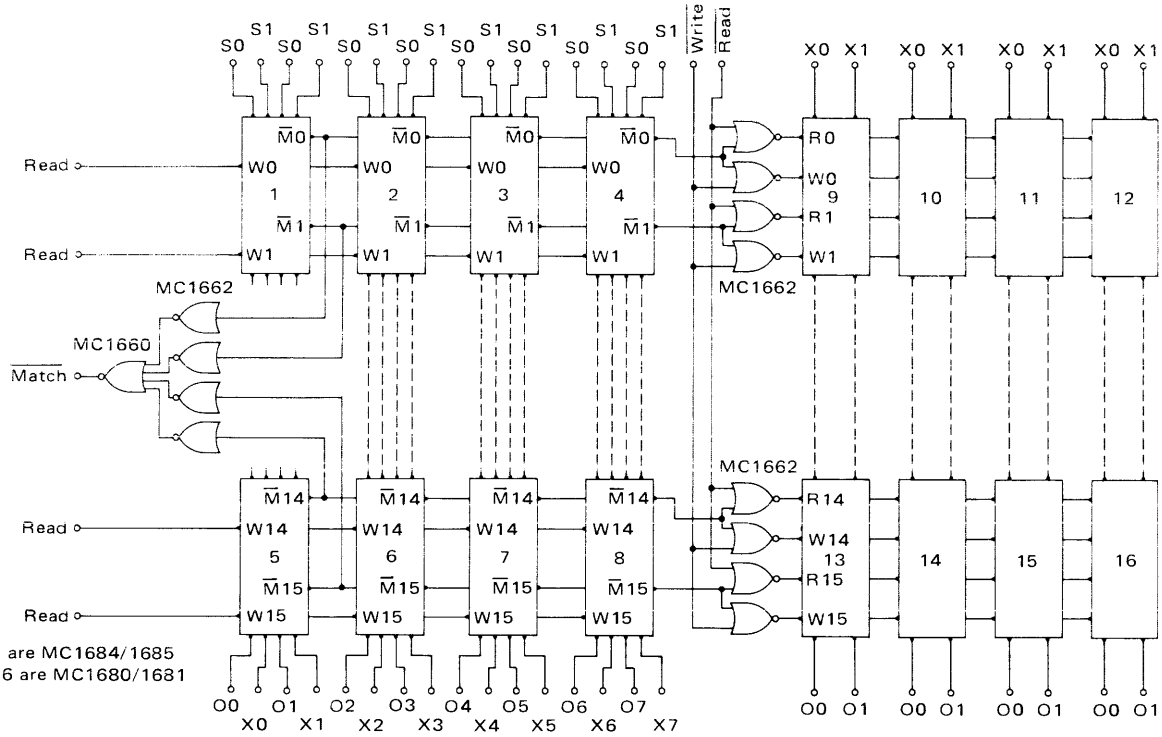 S1 S1 S1 S1 S1 S1 S1 S1
S0 S0 S0 S0 S0 S0 S0 S0
Write Read
X0 X1 X0 X1 X0 X1 X0 X1
M0 M0 M0 M0 R0
Read W0 W0 W0 W0 W0
1 2 3 4 9 10 11 12
M1 M1 M1 M1 R1
Read W1 W1 W1 W1 W1
MC1662 MC1662
MC1660
Match
MC1662
M14 M14 M14 M14 R14
Read W14 W14 W14 W14 W14
5 6 7 8 13 14 15 16
M15 M15 M15 M15 R15
Read W15 W15 W15 W15 W15
are MC1684/1685
6 are MC1680/1681
O0 O1 O2 O3 O4 O5 O6 O7
X0 X1 X2 X3 X4 X5 X6 X7
O0 O1 O0 O1 O0 O1 O0 O1